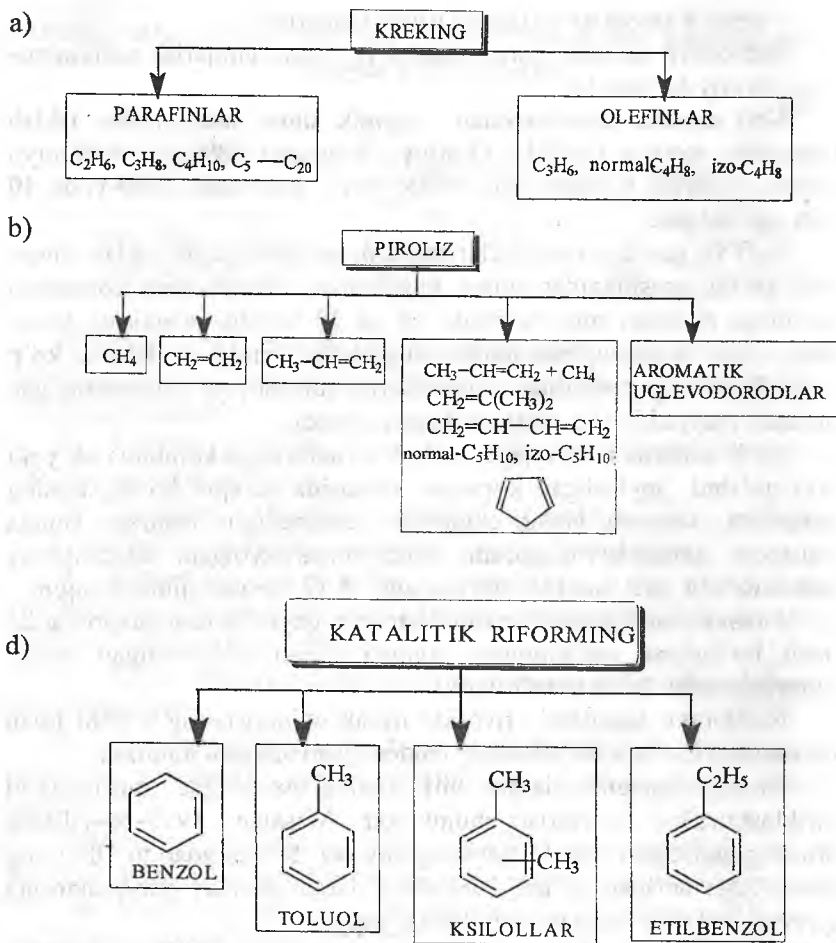 a)
KREKING
PARAFINLAR
C₂H₆, C₃H₈, C₄H₁₀, C₅ — C₂₀
OLEFINLAR
C₃H₆, normalC₄H₈, izo-C₄H₈
b)
PIROLIZ
CH₄
CH₂=CH₂
CH₃–CH=CH₂
CH₃–CH=CH₂ + CH₄
CH₂=C(CH₃)₂
CH₂=CH–CH=CH₂
normal-C₅H₁₀, izo-C₅H₁₀
AROMATIK
UGLEVODORODLAR
d)
KATALITIK RIFORMING
BENZOL
CH₃
TOLUOL
CH₃
CH₃
KSILOLLAR
C₂H₅
ETILBENZOL